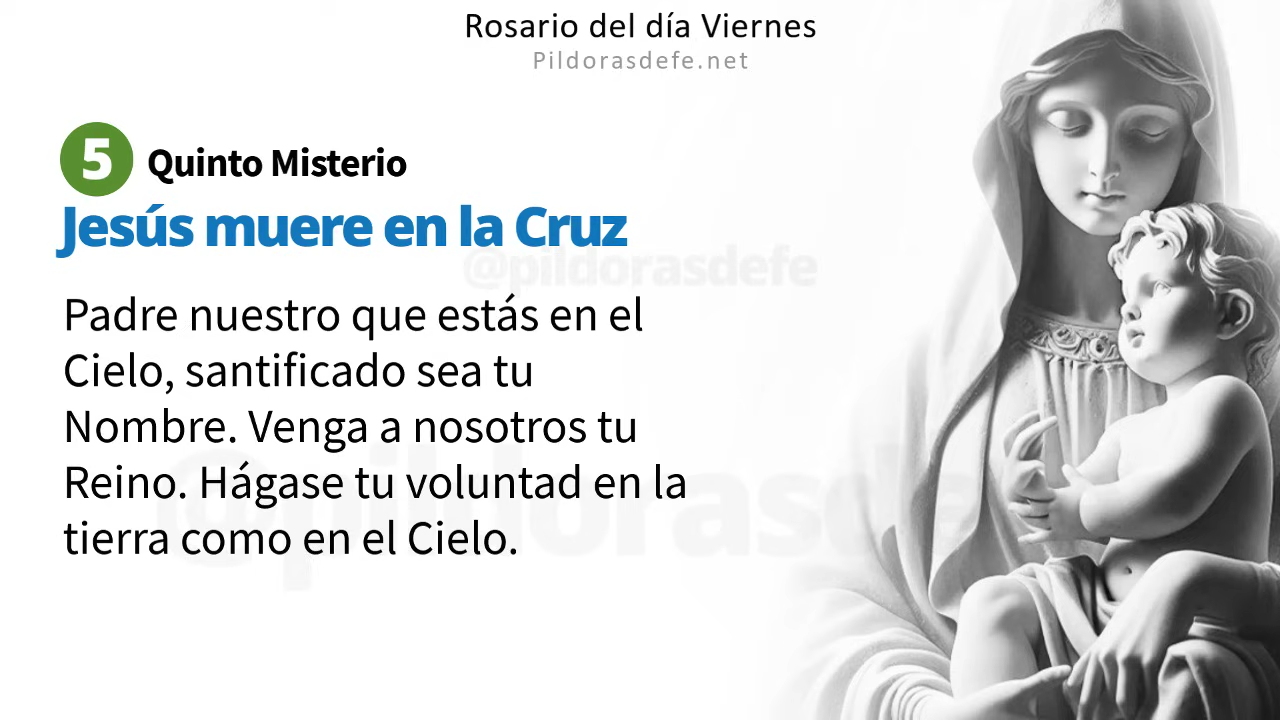 Rosario del día Viernes
Pildorasdefe.net
5 Quinto Misterio
Jesús muere en la Cruz
@pildorasdefe
Padre nuestro que estás en el
Cielo, santificado sea tu
Nombre. Venga a nosotros tu
Reino. Hágase tu voluntad en la
tierra como en el Cielo.
@pildorasdefe